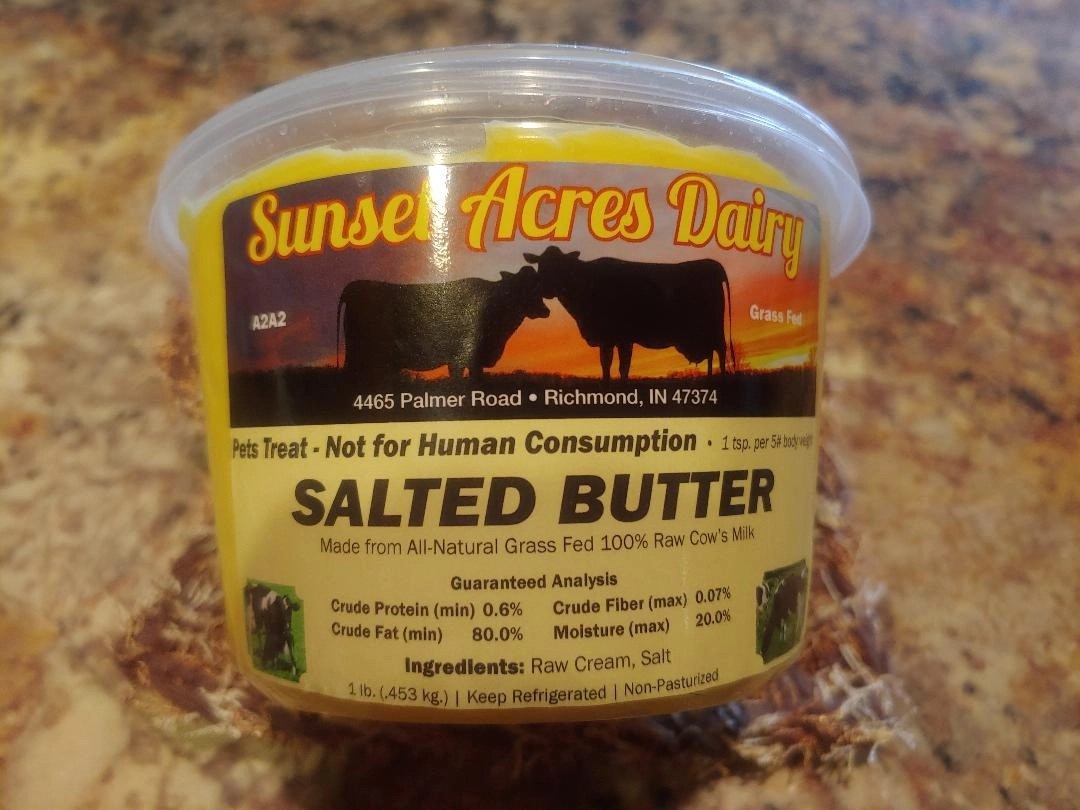 Sunset Acres Dairy
A2A2
Grass Fed
4465 Palmer Road • Richmond, IN 47374
Pets Treat - Not for Human Consumption • 1 tsp. per 5# body weight
SALTED BUTTER
Made from All-Natural Grass Fed 100% Raw Cow's Milk
Guaranteed Analysis
Crude Protein (min) 0.6% Crude Fiber (max) 0.07%
Crude Fat (min) 80.0% Moisture (max) 20.0%
Ingredients: Raw Cream, Salt
1 lb. (.453 kg.) | Keep Refrigerated | Non-Pasturized